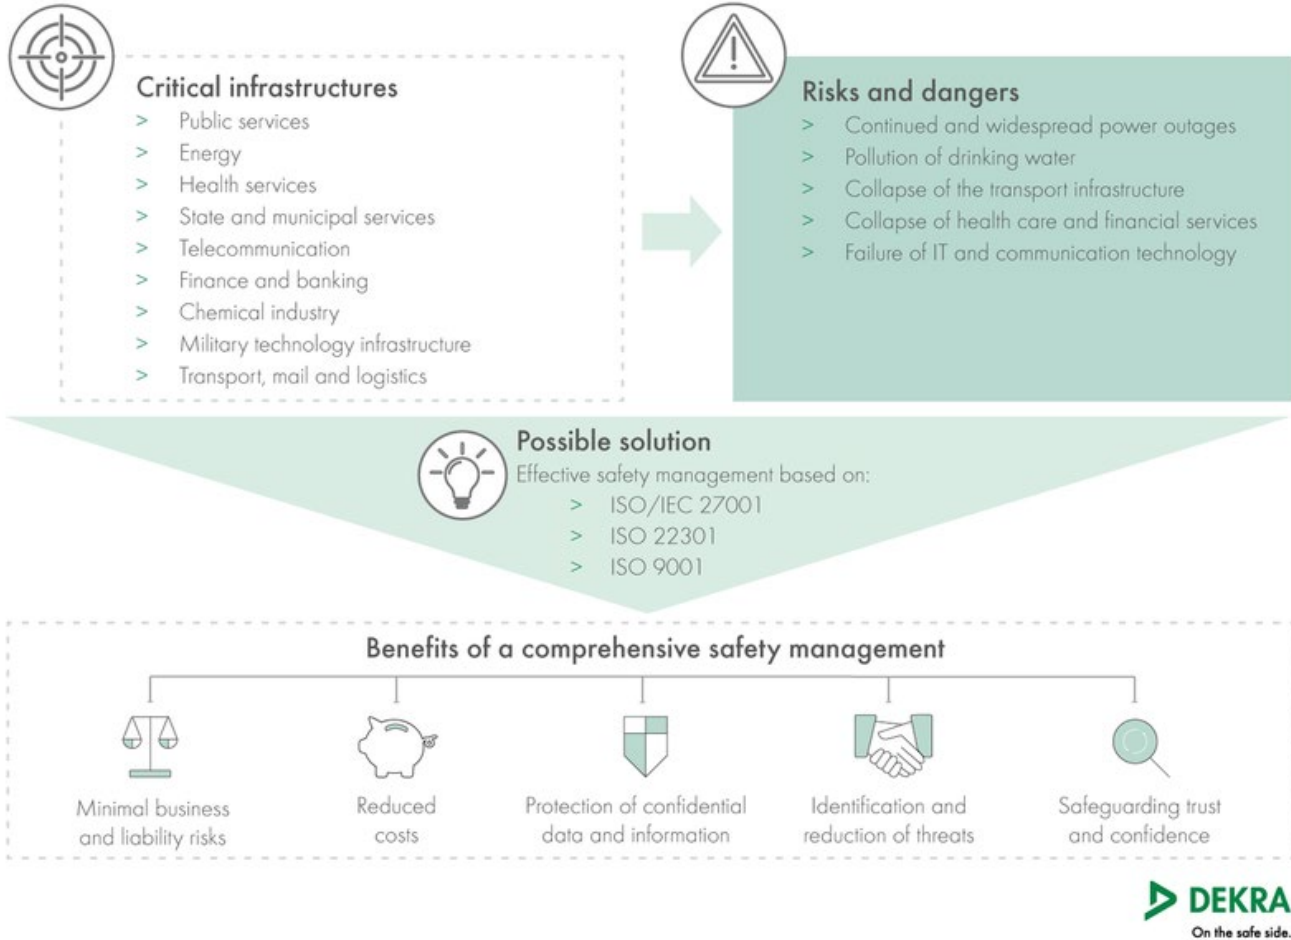 Critical infrastructures
> Public services
> Energy
> Health services
> State and municipal services
> Telecommunication
> Finance and banking
> Chemical industry
> Military technology infrastructure
> Transport, mail and logistics
Risks and dangers
> Continued and widespread power outages
> Pollution of drinking water
> Collapse of the transport infrastructure
> Collapse of health care and financial services
> Failure of IT and communication technology
Possible solution
Effective safety management based on:
> ISO/IEC 27001
> ISO 22301
> ISO 9001
Benefits of a comprehensive safety management
Minimal business
and liability risks
Reduced
costs
Protection of confidential
data and information
Identification and
reduction of threats
Safeguarding trust
and confidence
DEKRA
On the safe side.